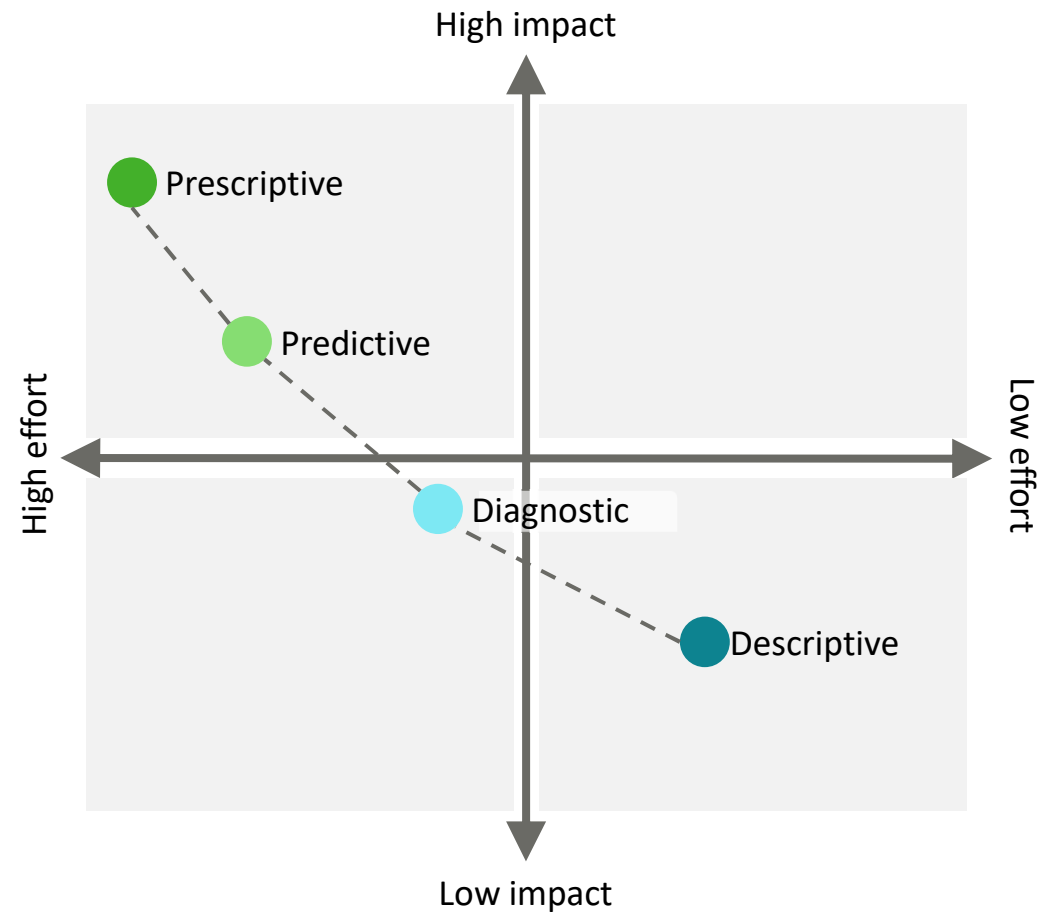 High impact
Prescriptive
Predictive
High effort
Low effort
Diagnostic
Descriptive
Low impact